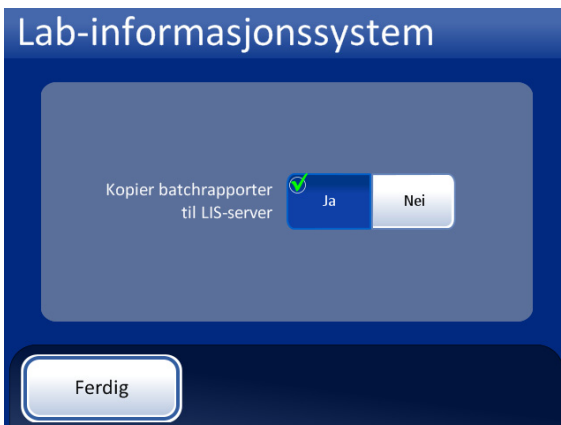 Lab-informasjonssystem
Kopier batchrapporter
til LIS-server
Ja
Nei
Ferdig